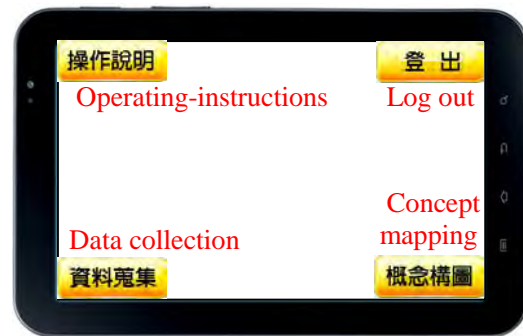 操作說明
登出
Operating-instructions
Log out
Concept
mapping
Data collection
資料蒐集
概念構圖